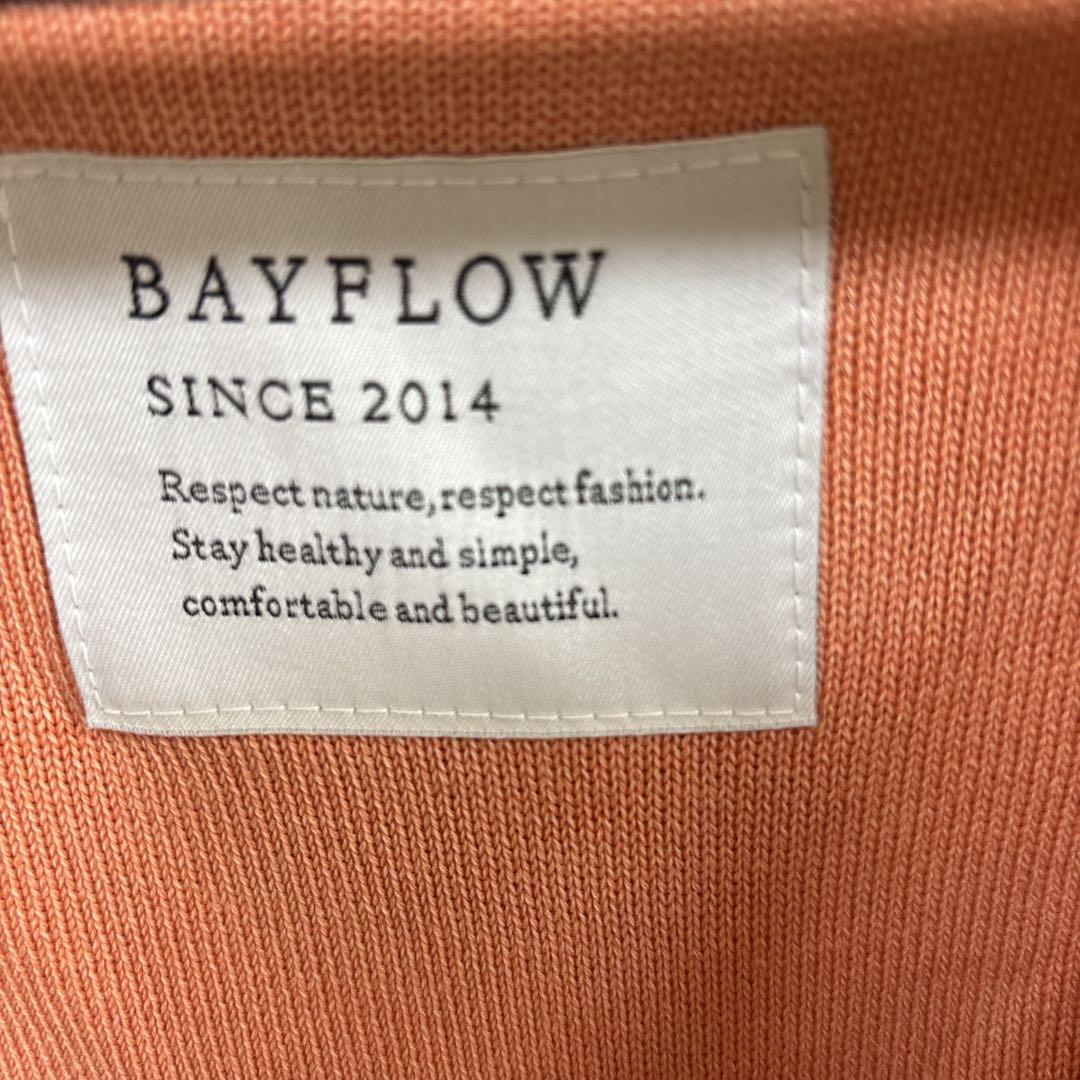 BAYFLOW
SINCE 2014
Respect nature, respect fashion.
Stay healthy and simple,
comfortable and beautiful.